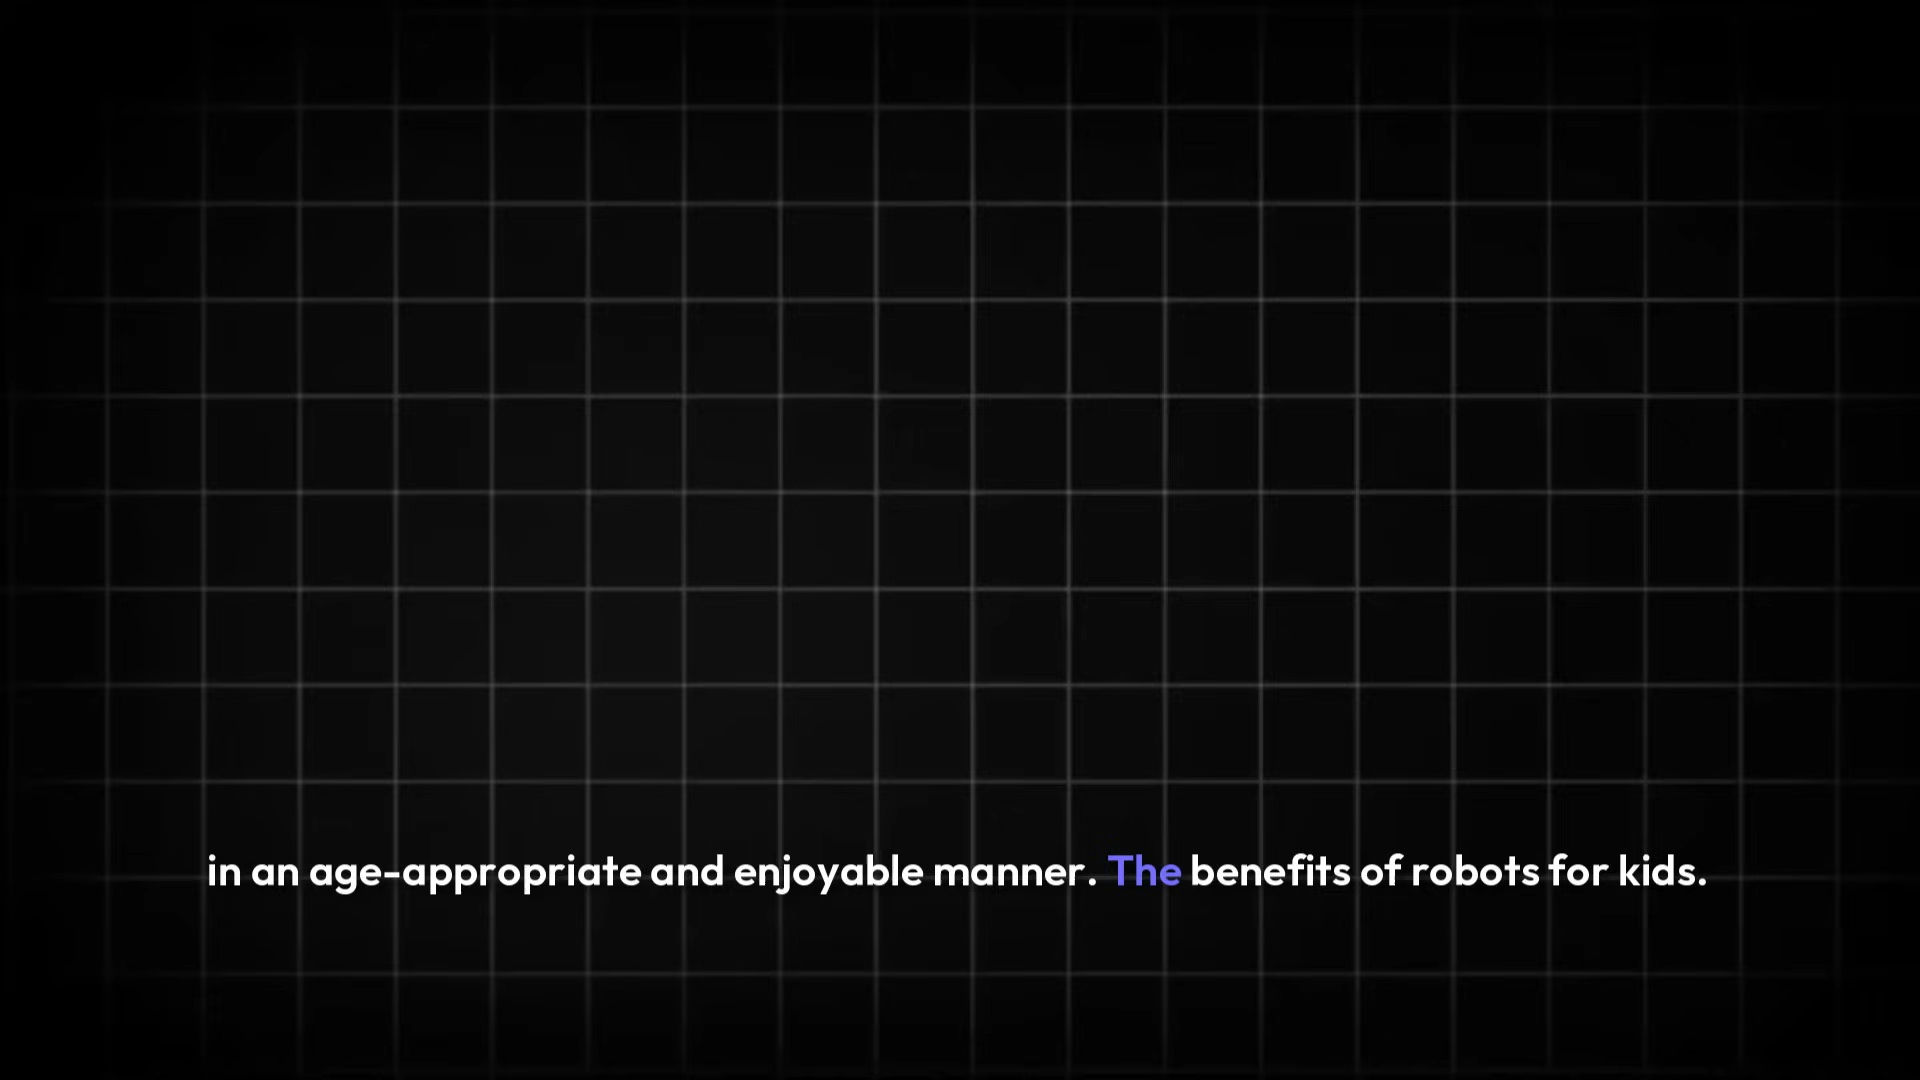 in an age-appropriate and enjoyable manner. The benefits of robots for kids.